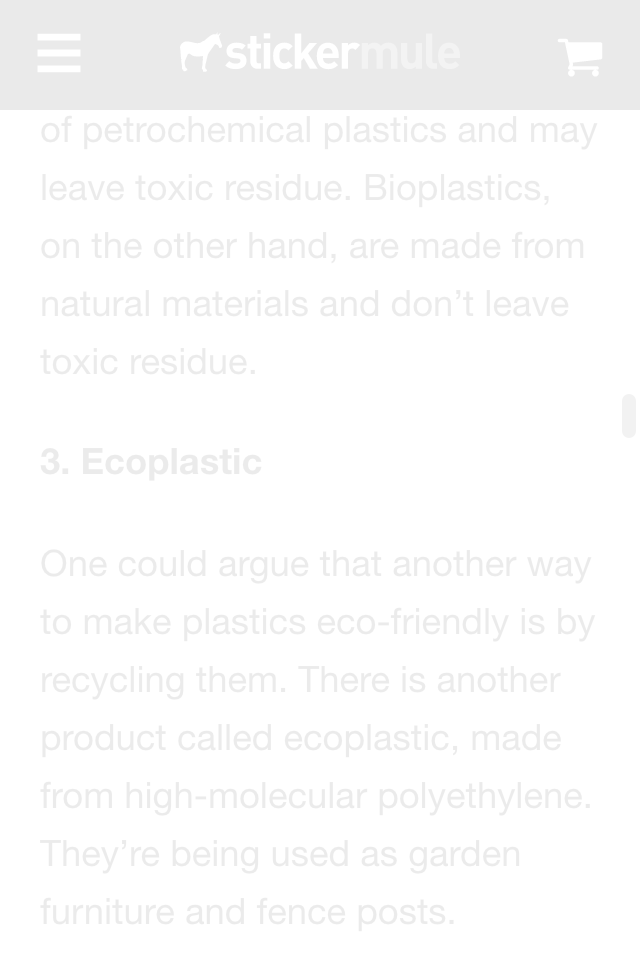 stickermule
of petrochemical plastics and may
leave toxic residue. Bioplastics,
on the other hand, are made from
natural materials and don’t leave
toxic residue.
3. Ecoplastic
One could argue that another way
to make plastics eco-friendly is by
recycling them. There is another
product called ecoplastic, made
from high-molecular polyethylene.
They’re being used as garden
furniture and fence posts.